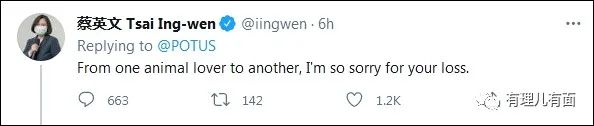 蔡英文 Tsai Ing-wen @iingwen · 6h
Replying to @POTUS
From one animal lover to another, I'm so sorry for your loss.
663 142 1.2K 有理儿有面